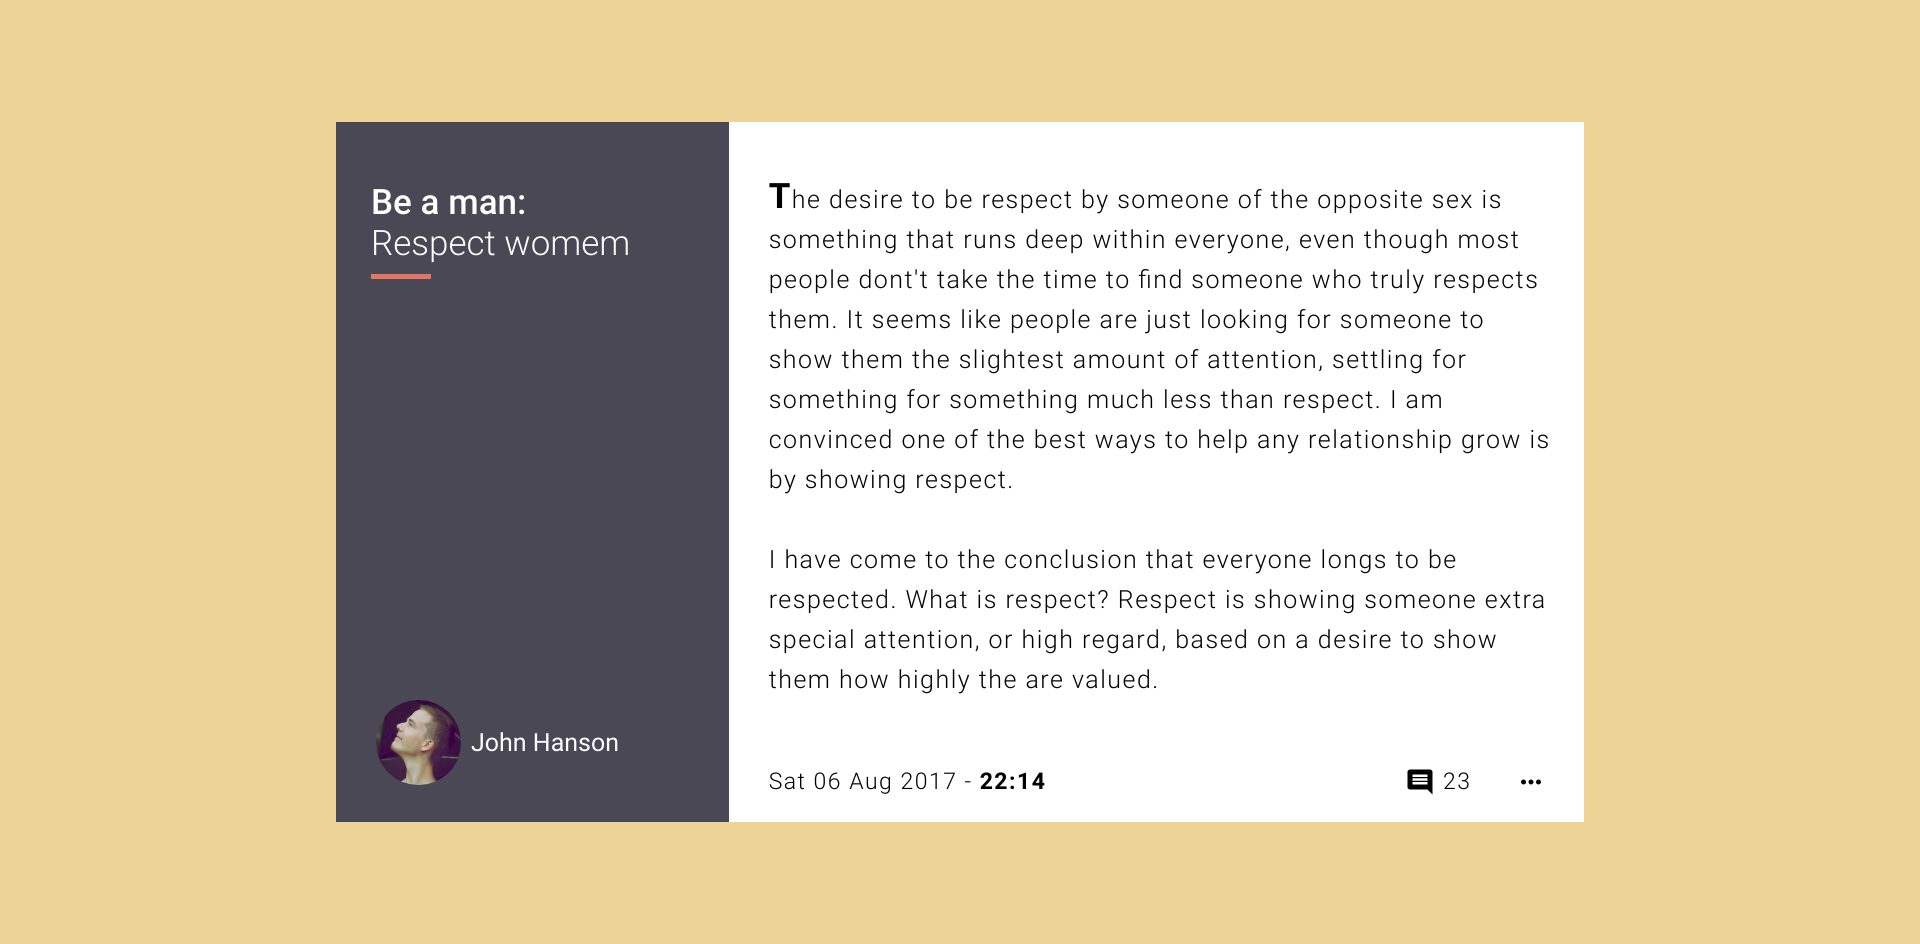 Be a man:
Respect womem
The desire to be respect by someone of the opposite sex is
something that runs deep within everyone, even though most
people dont't take the time to find someone who truly respects
them. It seems like people are just looking for someone to
show them the slightest amount of attention, settling for
something for something much less than respect. I am
convinced one of the best ways to help any relationship grow is
by showing respect.
I have come to the conclusion that everyone longs to be
respected. What is respect? Respect is showing someone extra
special attention, or high regard, based on a desire to show
them how highly the are valued.
John Hanson
Sat 06 Aug 2017 - 22:14
23